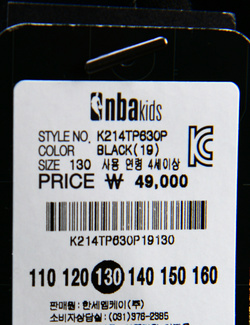 nbakids
STYLE NO. K214TP630P
COLOR BLACK(19)
SIZE 130 사용 연령 4세이상
PRICE ₩ 49,000
K214TP630P19130
110 120 130 140 150 160
판매원 : 한세엠케이(주)
소비자상담실 : (031)376-2385